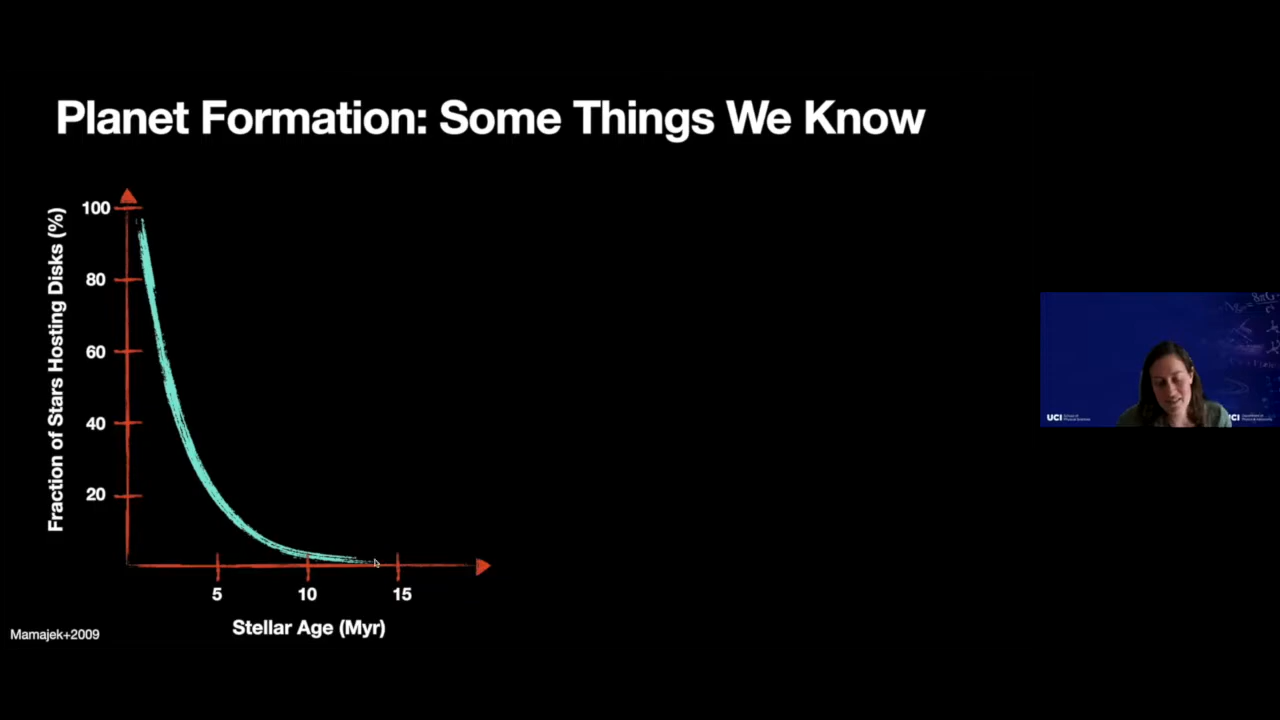 Planet Formation: Some Things We Know
Fraction of Stars Hosting Disks (%)
100
80
60
40
20
5
10
15
Stellar Age (Myr)
Mamajek+2009
UCI